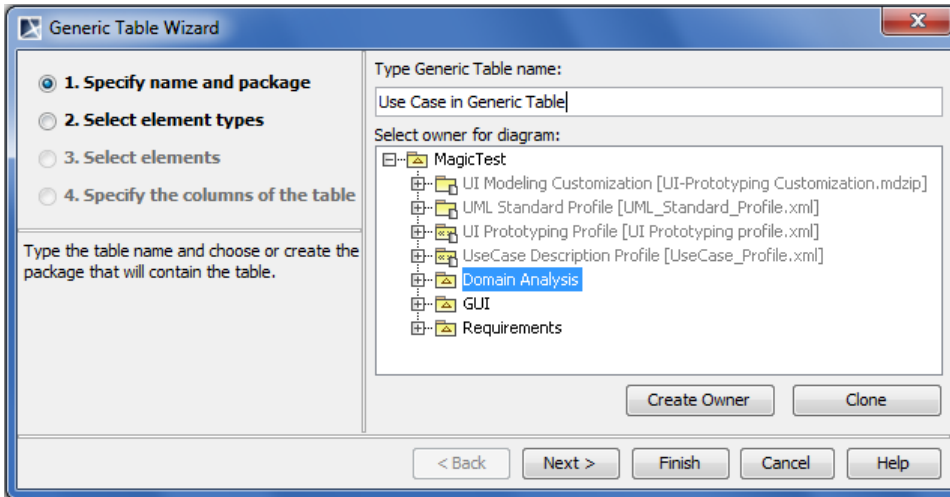 Generic Table Wizard
1. Specify name and package
2. Select element types
3. Select elements
4. Specify the columns of the table
Type the table name and choose or create the
package that will contain the table.
Type Generic Table name:
Use Case in Generic Table
Select owner for diagram:
MagicTest
UI Modeling Customization [UI-Prototyping Customization.mdzip]
UML Standard Profile [UML_Standard_Profile.xml]
UI Prototyping Profile [UI Prototyping profile.xml]
UseCase Description Profile [UseCase_Profile.xml]
Domain Analysis
GUI
Requirements
Create Owner
Clone
< Back
Next >
Finish
Cancel
Help